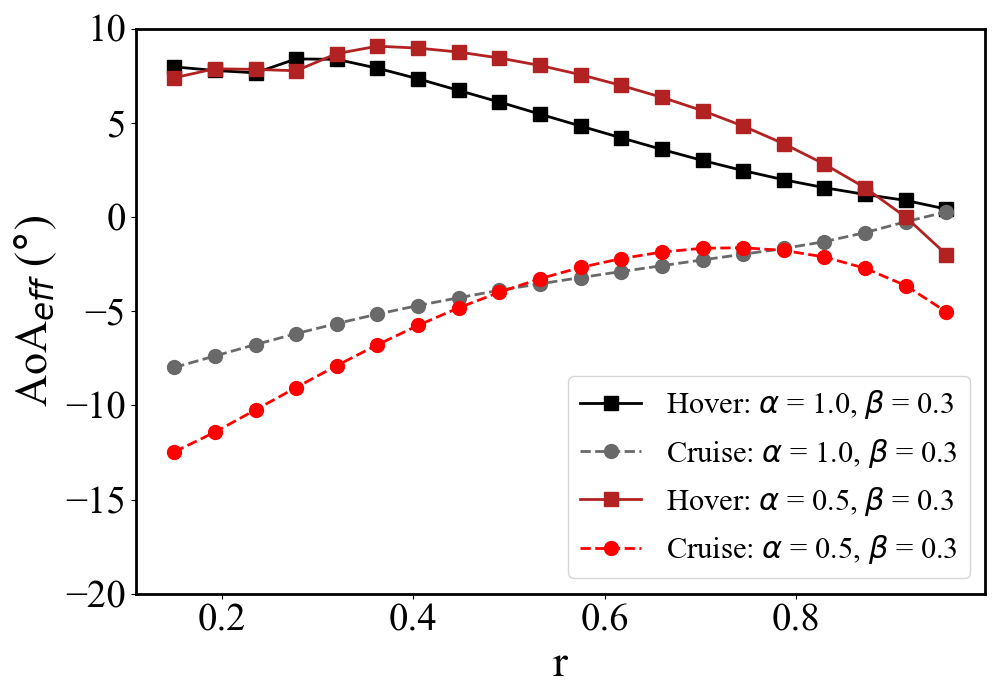 10
5
0
−5
−10
−15
−20
AoA_eff (°)
Hover: α = 1.0, β = 0.3
Cruise: α = 1.0, β = 0.3
Hover: α = 0.5, β = 0.3
Cruise: α = 0.5, β = 0.3
0.2 0.4 0.6 0.8
r